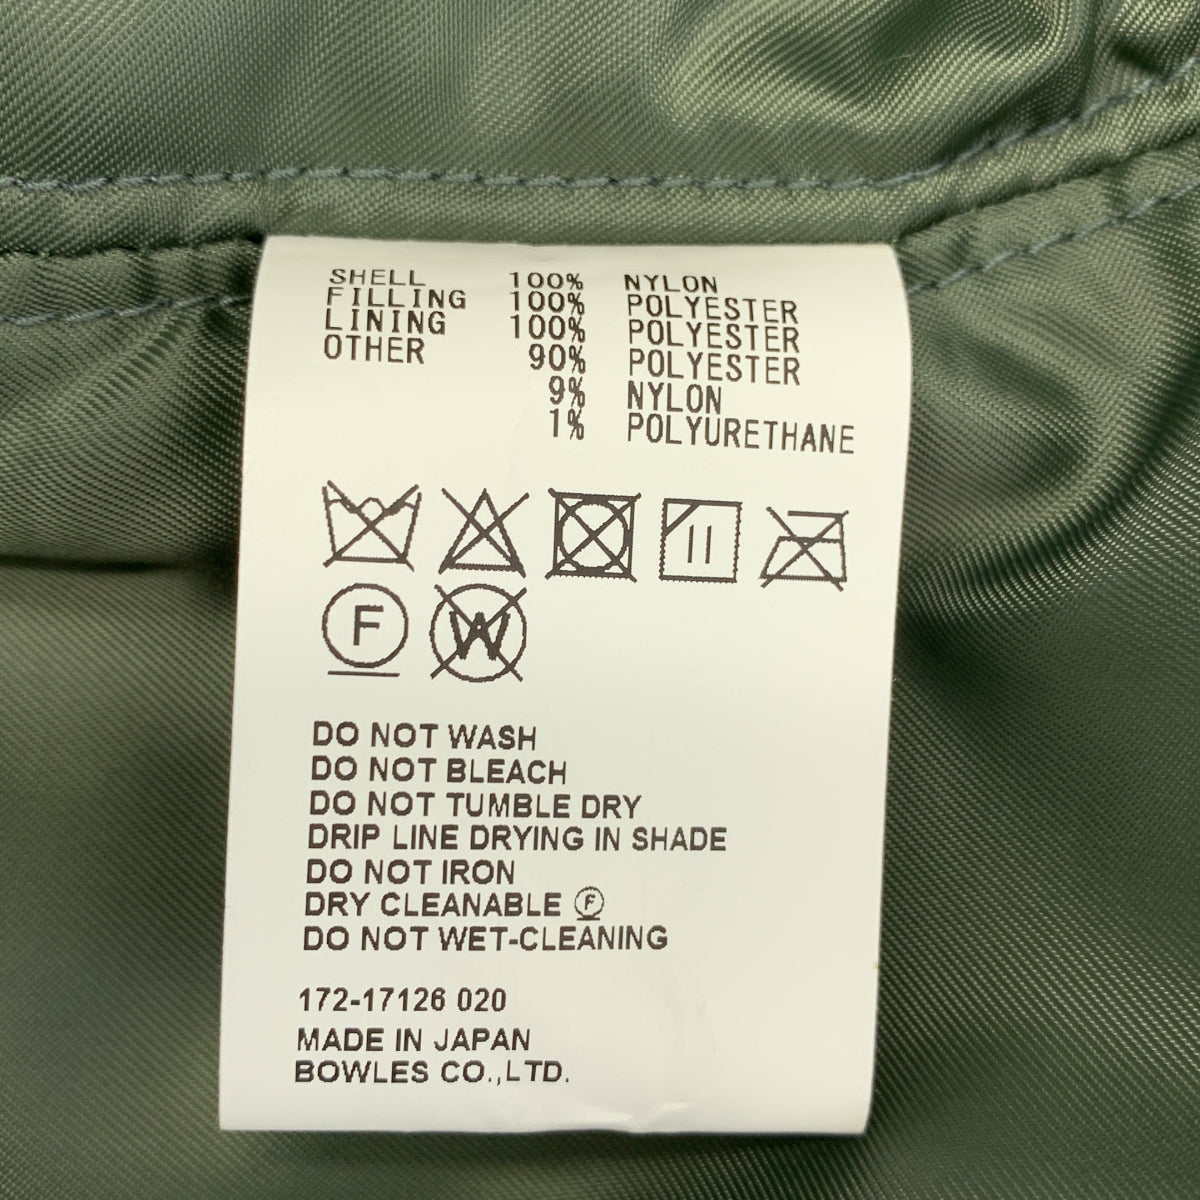 SHELL 100% NYLON
FILLING 100% POLYESTER
LINING 100% POLYESTER
OTHER 90% POLYESTER
9% NYLON
1% POLYURETHANE
F W
DO NOT WASH
DO NOT BLEACH
DO NOT TUMBLE DRY
DRIP LINE DRYING IN SHADE
DO NOT IRON
DRY CLEANABLE Ⓕ
DO NOT WET-CLEANING
172-17126 020
MADE IN JAPAN
BOWLES CO.,LTD.